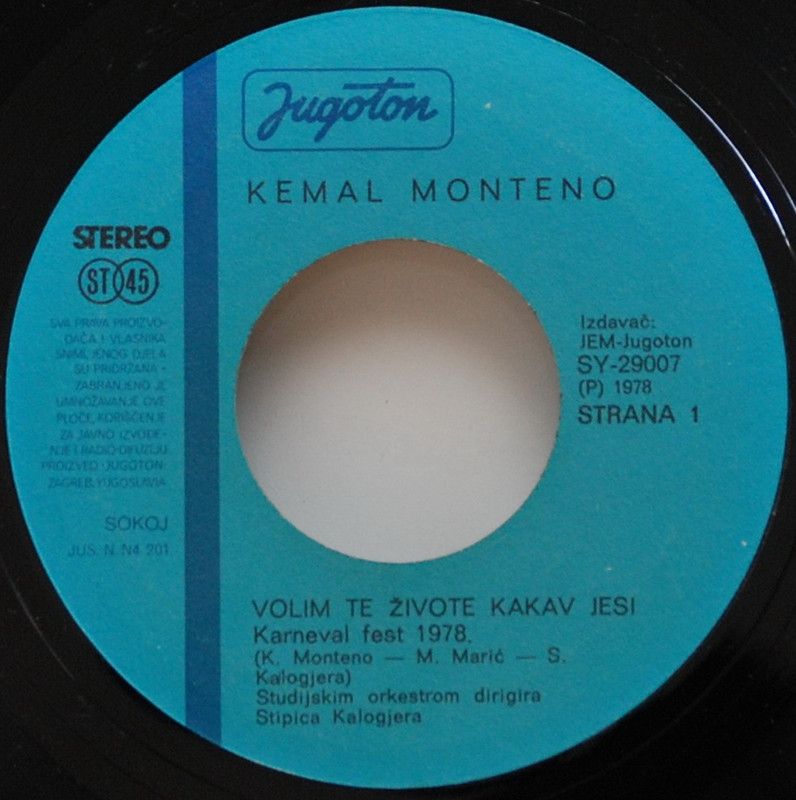 Jugoton
KEMAL MONTENO
STEREO
ST 45
SVA PRAVA PROIZVO-
ĐAČA I VLASNIKA
SNIMLJENOG DJELA
SU PRIDRŽANA -
ZABRANJENO JE
UMNOŽAVANJE OVE
PLOČE, KORIŠĆENJE
ZA JAVNO IZVOĐE-
NJE I RADIO-DIFUZIJU
PROIZVEO-JUGOTON-
ZAGREB, YUGOSLAVIA
SOKOJ
JUS. N. N4 201
Izdavač:
JEM-Jugoton
SY-29007
(P) 1978
STRANA 1
VOLIM TE ŽIVOTE KAKAV JESI
Karneval fest 1978.
(K. Monteno — M. Marić — S.
Kalogjera)
Studijskim orkestrom dirigira
Stipica Kalogjera